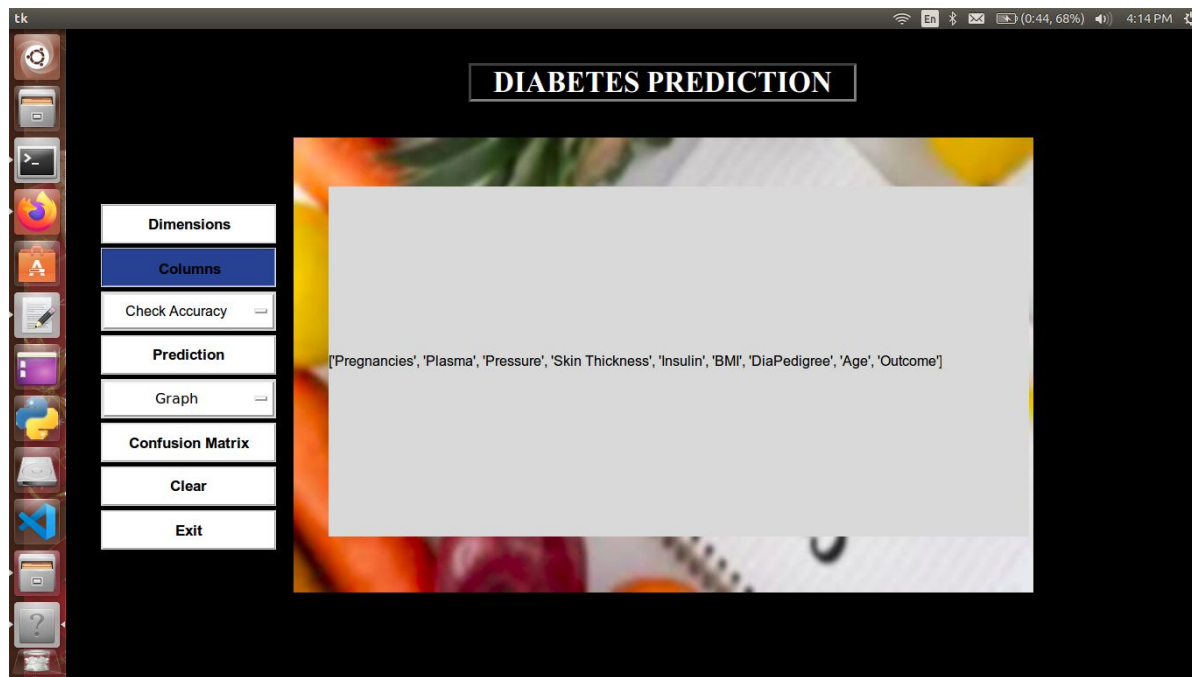 tk
En
(0:44, 68%)
4:14 PM
DIABETES PREDICTION
Dimensions
Columns
Check Accuracy
Prediction
Graph
Confusion Matrix
Clear
Exit
['Pregnancies', 'Plasma', 'Pressure', 'Skin Thickness', 'Insulin', 'BMI', 'DiaPedigree', 'Age', 'Outcome']